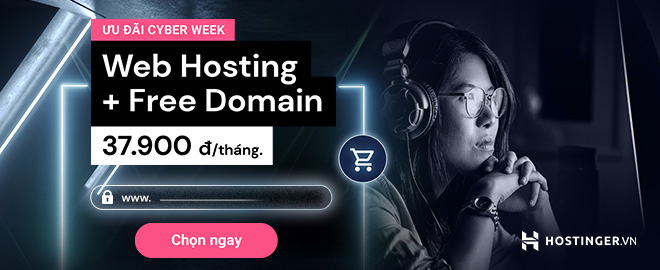 ƯU ĐÃI CYBER WEEK
Web Hosting
+ Free Domain
37.900 đ/tháng.
www.
Chọn ngay
HOSTINGER.VN